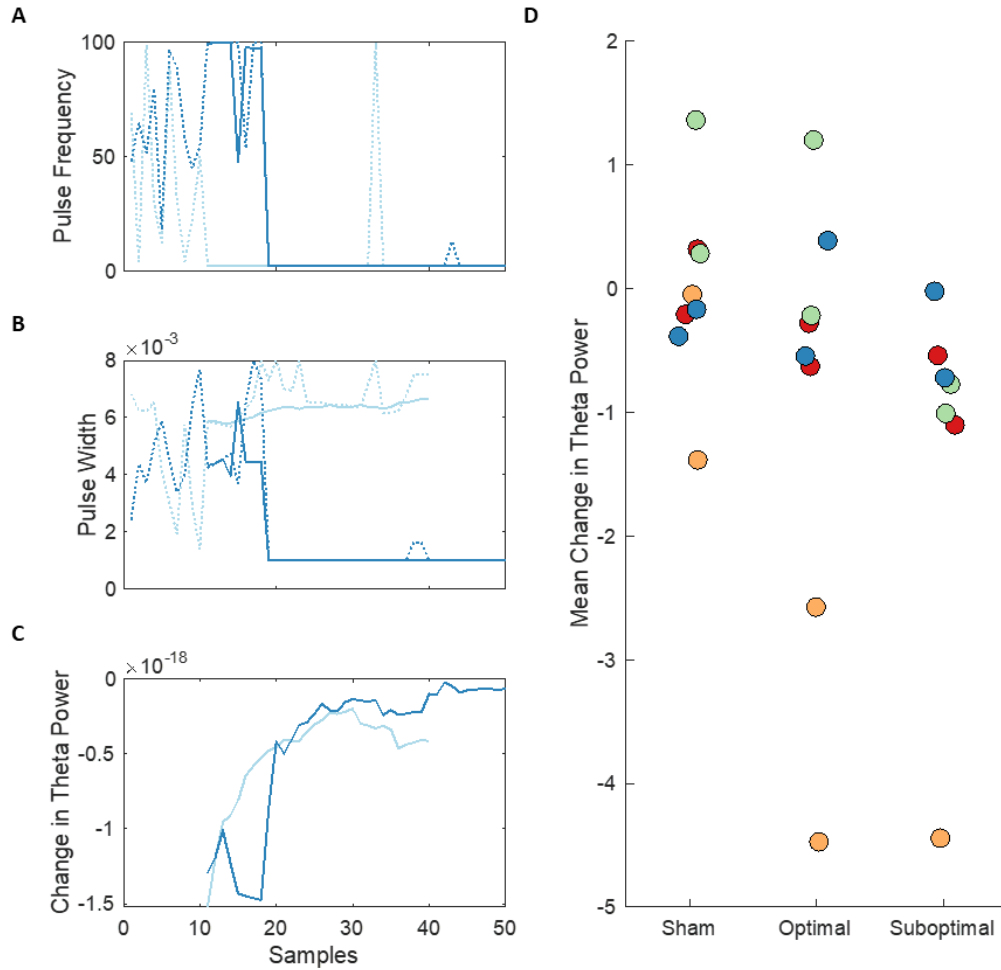 A
100
50
0
Pulse Frequency
B
× 10-3
8
6
4
2
0
Pulse Width
C
× 10-18
0
-0.5
-1
-1.5
Change in Theta Power
0
10
20
30
40
50
Samples
D
2
1
0
-1
-2
-3
-4
-5
Mean Change in Theta Power
Sham
Optimal
Suboptimal